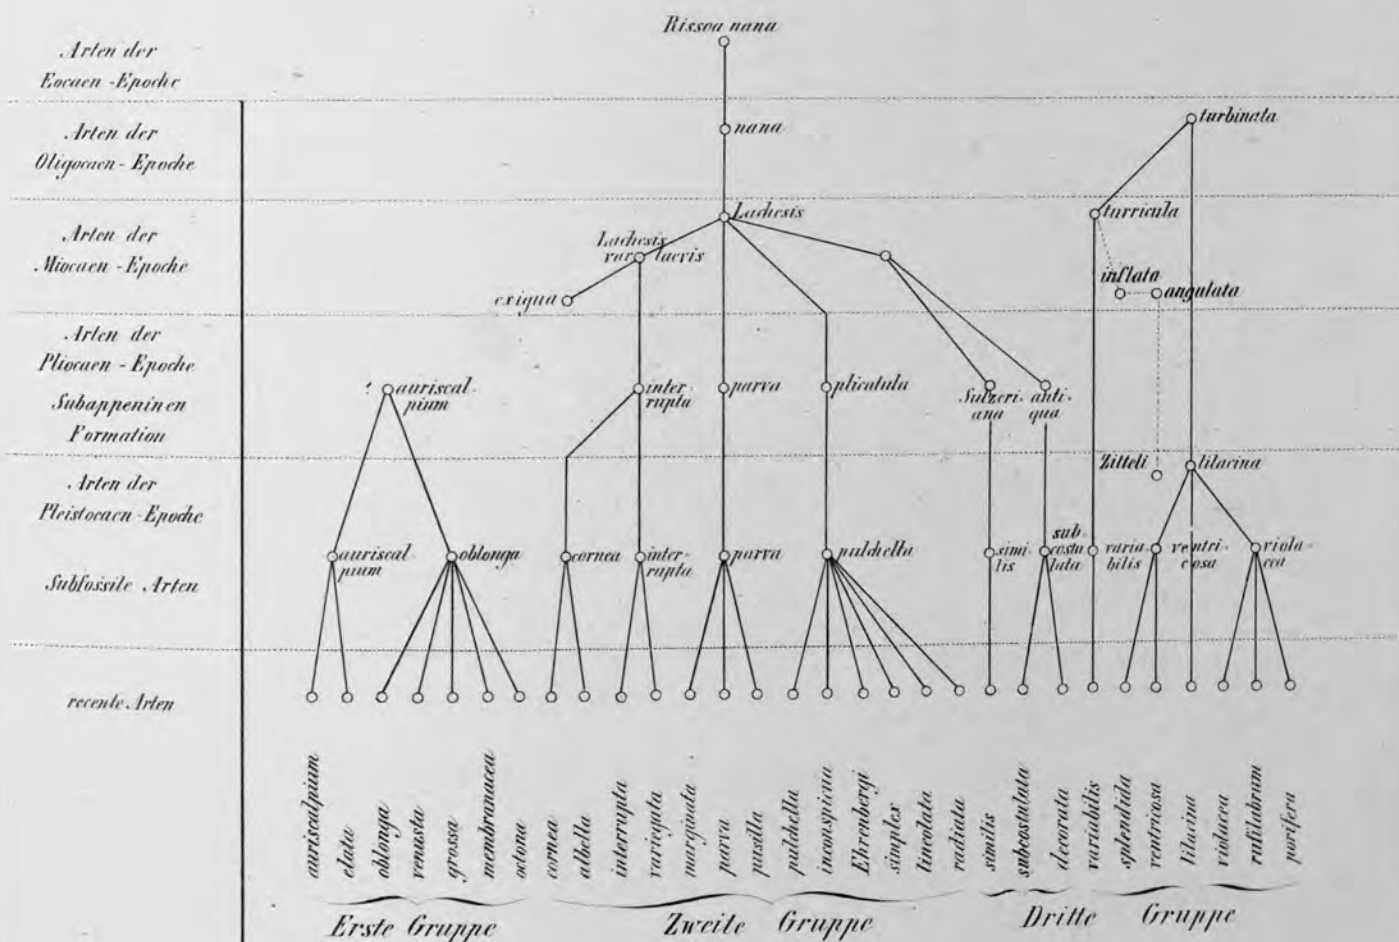 Rissoa nana
Arten der
Eocaen-Epoche
Arten der
Oligocaen-Epoche
nana
turbinata
Arten der
Miocaen-Epoche
Lachesis
Lachesis
var laevis
exigua
turricula
inflata
angulata
Arten der
Pliocaen-Epoche
Subappeninen
Formation
? auriscal-
pium
inter-
rupta
parva
plicatula
Sulzeri-
ana
anti-
qua
Arten der
Pleistocaen-Epoche
Subfossile Arten
Zitteli
lilacina
auriscal-
pium
oblonga
cornea
inter-
rupta
parva
pulchella
simi-
lis
sub
costu-
lata
varia-
bilis
ventri-
cosa
viola-
cea
recente Arten
auriscalpium
elata
oblonga
venusta
grossa
membranacea
octona
cornea
albella
interrupta
variegata
marginata
parva
pusilla
pulchella
inconspicua
Ehrenbergi
simplex
lineolata
radiata
similis
subcostulata
decorata
variabilis
splendida
ventricosa
lilacina
violacea
rufilabrum
porifera
Erste Gruppe
Zweite Gruppe
Dritte Gruppe